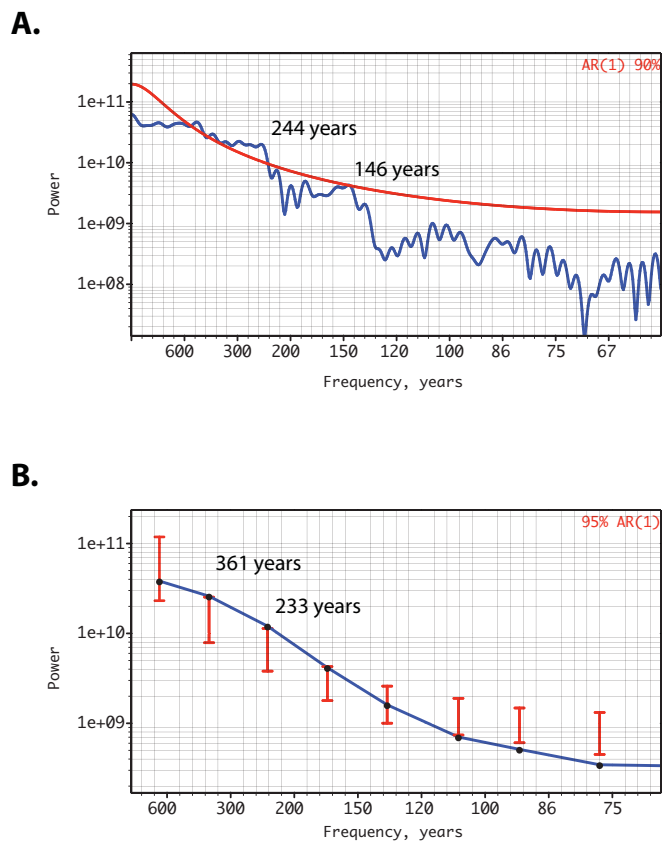 A.
AR(1) 90%
1e+11
244 years
1e+10
146 years
Power
1e+09
1e+08
600 300 200 150 120 100 86 75 67
Frequency, years
B.
95% AR(1)
1e+11
361 years
233 years
1e+10
Power
1e+09
600 300 200 150 120 100 86 75
Frequency, years